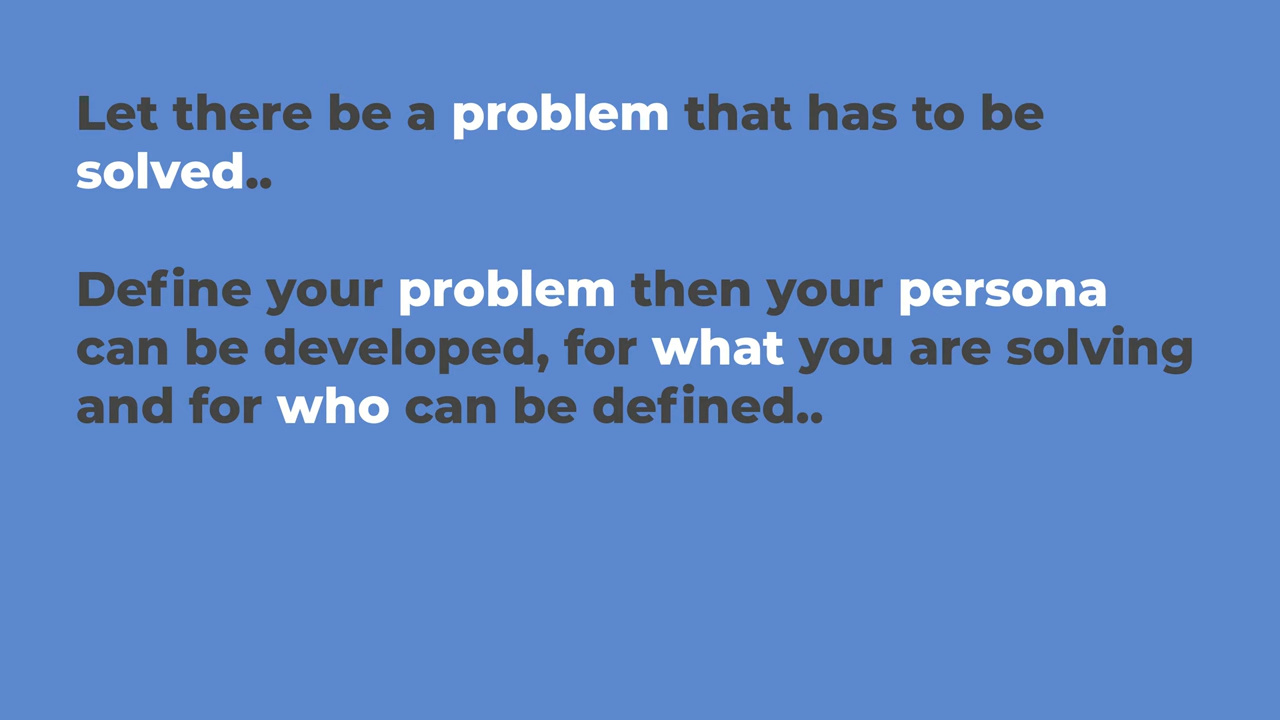 Let there be a problem that has to be
solved..
Define your problem then your persona
can be developed, for what you are solving
and for who can be defined..